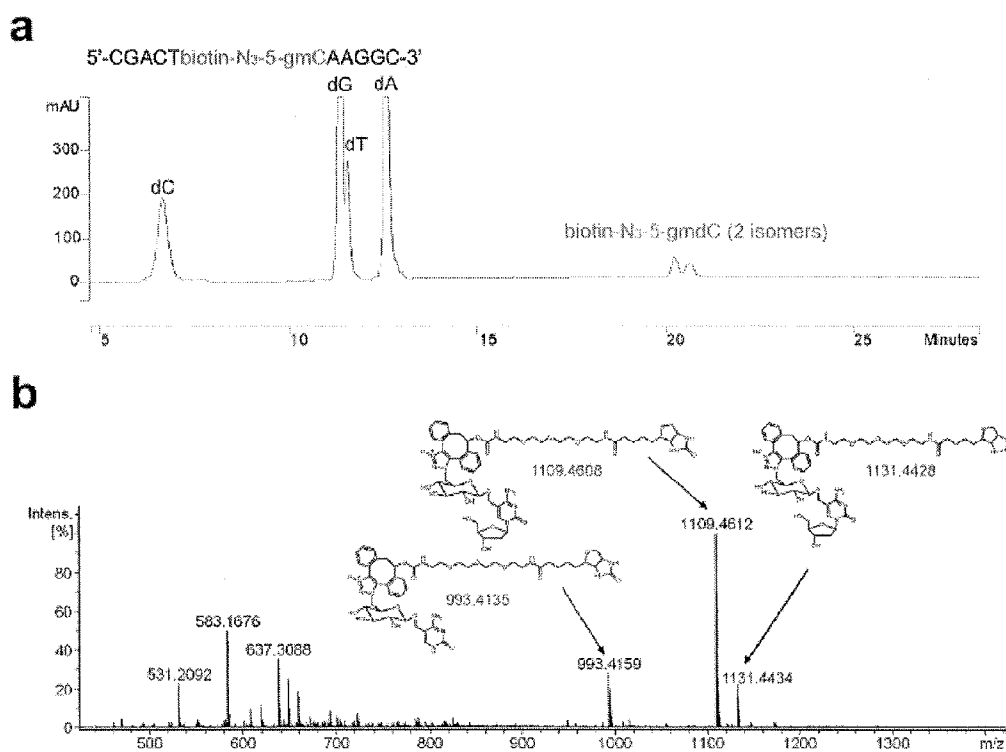 a
5'-CGACTbiotin-N3-5-gmCAAGGC-3'
mAU
300
200
100
0
dC
dG
dT
dA
biotin-N3-5-gmdC (2 isomers)
5
10
15
20
25
Minutes
b
1109.4608
1131.4428
993.4135
Intens.
[%]
80
60
40
20
0
531.2092
583.1676
637.3088
993.4159
1109.4612
1131.4434
500
600
700
800
900
1000
1100
1200
1300
m/z